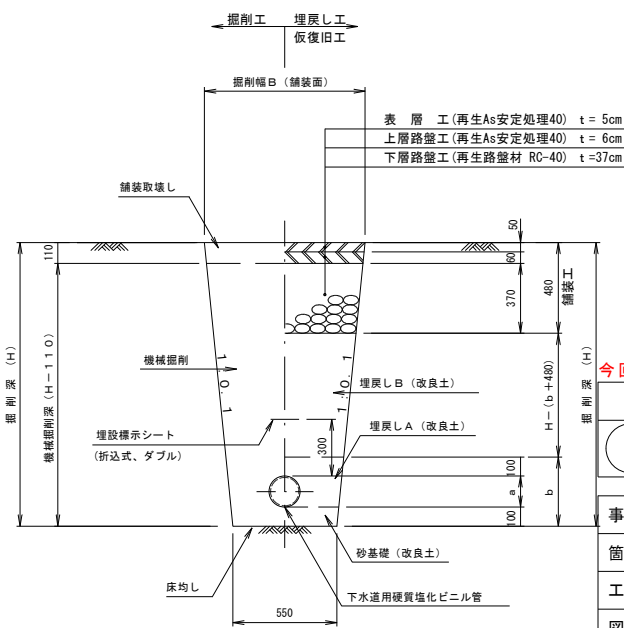 掘削工 埋戻し工
仮復旧工
掘削幅B（舗装面）
表　層　工(再生As安定処理40) t = 5cm
上層路盤工(再生As安定処理40) t = 6cm
下層路盤工(再生路盤材 RC-40) t =37cm
舗装取壊し
50
110
60
370
480
舗装工
掘削深（H）
機械掘削深（H-110）
機械掘削
1:0.1
1:0.1
埋戻しB（改良土）
H-(b+480)
掘削深（H）
今回
埋設標示シート
(折込式、ダブル)
300
埋戻しA（改良土）
100
a
b
100
事
箇
工
図
砂基礎（改良土）
床均し
下水道用硬質塩化ビニル管
550